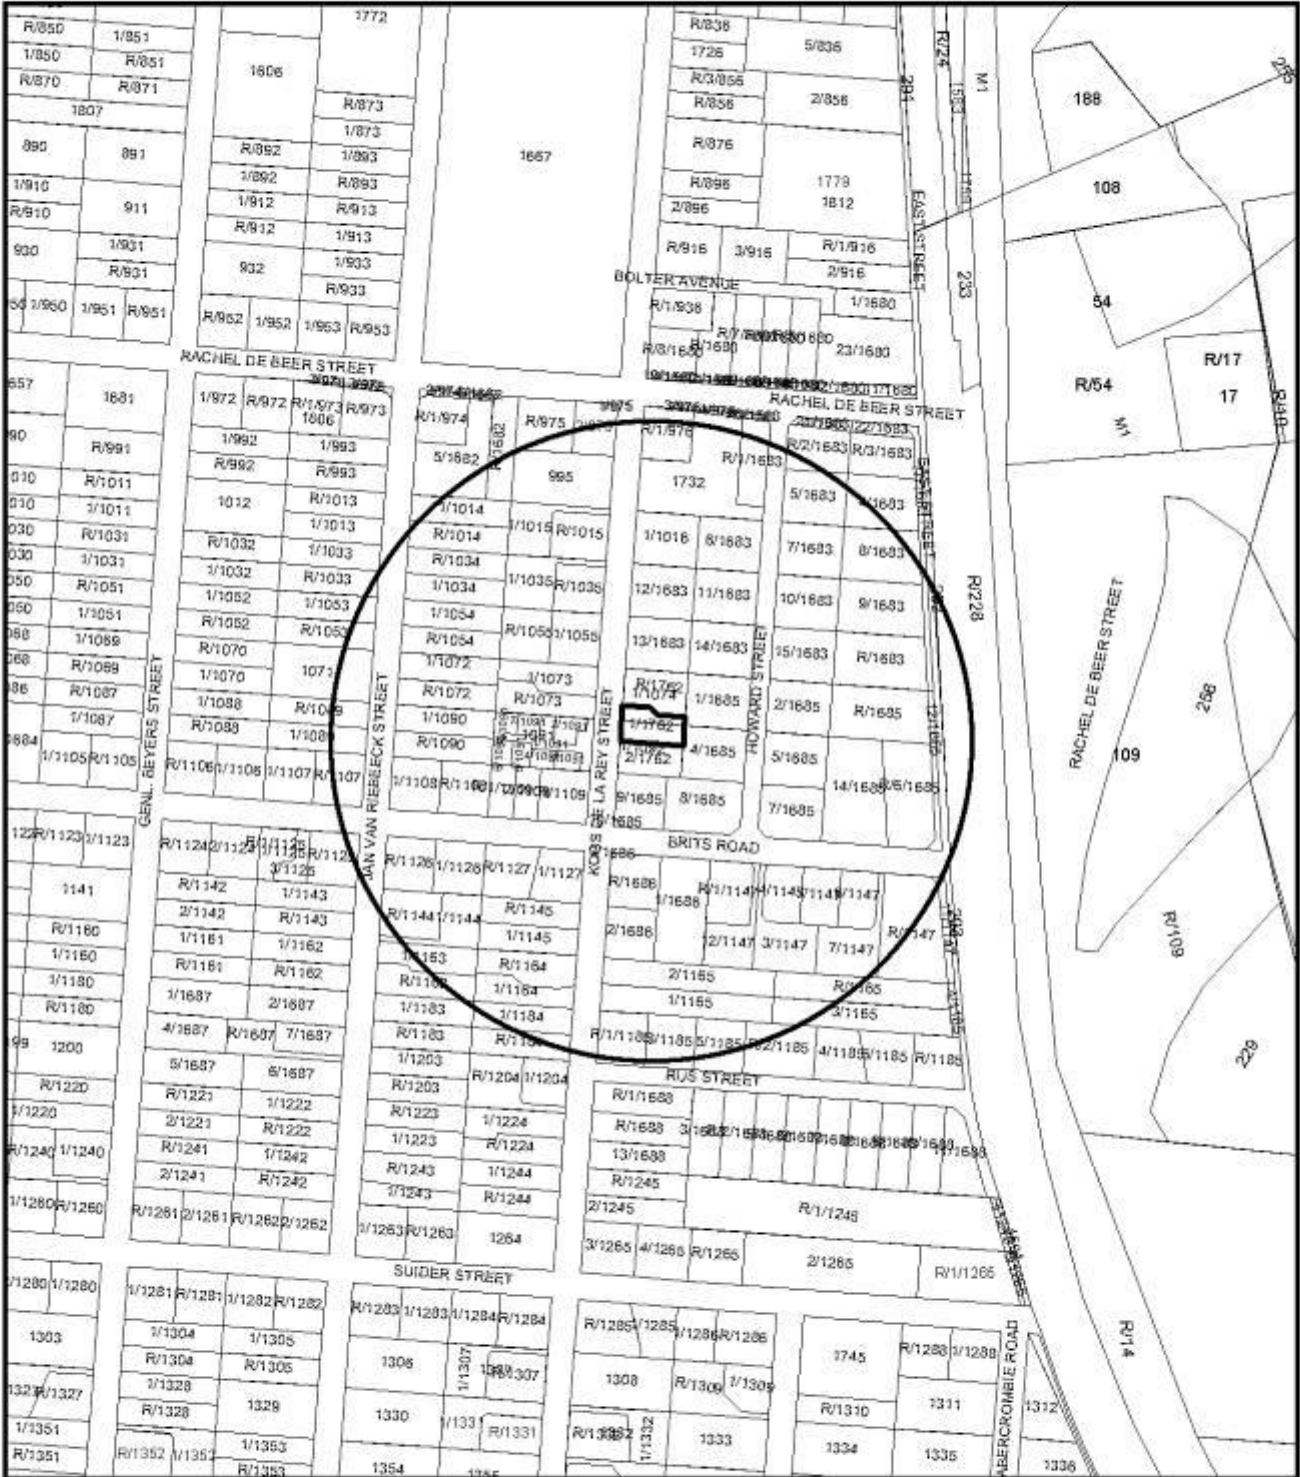 R/850
1/851
1772
R/836
5/836
R/24
M1
1/850
R/851
1606
1726
R/870
R/871
R/3/856
R/856
2/856
188
1807
R/873
1/873
890
891
R/892
1/893
1667
R/876
1/892
R/893
R/896
1779
1612
108
1/910
R/910
911
1/912
R/913
2/896
R/912
1/913
930
1/931
R/931
932
1/933
R/933
R/916
3/916
R/1/916
2/916
EAST STREET
233
BOLTER AVENUE
1/950
1/951
R/951
R/952
1/952
1/953
R/953
R/1/936
1/1680
54
R/8/1680
R/1680
23/1680
R/17
17
R/54
M1
RACHEL DE BEER STREET
RACHEL DE BEER STREET
1681
1/972
R/972
R/1/973
R/973
1806
R/1/974
R/975
R/1/976
R/991
1/992
1/993
R/992
R/993
5/1682
995
1732
R/1/1683
R/2/1683
R/3/1683
R/1011
1/1011
1012
R/1013
1/1013
1/1014
R/1014
1/1015
R/1015
1/1016
6/1683
5/1683
7/1683
8/1683
R/1031
1/1031
R/1032
1/1032
1/1033
R/1033
R/1034
1/1034
1/1035
R/1035
12/1683
11/1683
10/1683
9/1683
R/228
R/1051
1/1051
1/1052
R/1052
1/1053
R/1053
1/1054
R/1054
R/1055
1/1055
13/1683
14/1683
15/1683
R/1683
RACHEL DE BEER STREET
1/1069
R/1069
R/1070
1/1070
1071
1/1072
R/1072
1/1073
R/1073
R/1762
1/1074
1/1685
2/1685
R/1685
R/1087
1/1087
1/1088
R/1088
1/1090
R/1090
1/1762
2/1762
4/1685
5/1685
109
1/1105
R/1105
R/1106
1/1106
1/1107
R/1107
1/1108
R/1109
9/1685
8/1685
7/1685
14/1685
GENL. BEYERS STREET
JAN VAN RIEBEECK STREET
KOOS DE LA REY STREET
HOWARD STREET
BRITS ROAD
R/1123
1/1123
R/1124
R/1126
1/1126
R/1127
1/1127
R/1686
1/1686
1141
R/1142
1/1143
2/1142
R/1143
R/1144
1/1144
R/1145
1/1145
2/1686
2/1147
3/1147
7/1147
R/1147
R/109
R/1160
1/1160
1/1161
R/1161
1/1162
R/1162
1/1163
R/1164
1/1164
2/1165
1/1165
R/1165
3/1165
1/1180
R/1180
1/1687
2/1687
1/1183
R/1183
1/1184
4/1687
R/1687
7/1687
1200
5/1687
6/1687
1/1203
R/1203
R/1204
1/1204
5/1185
4/1185
R/1185
229
RUS STREET
R/1220
1/1220
R/1221
2/1221
1/1222
R/1222
R/1223
1/1223
1/1224
R/1224
R/1/1688
R/1688
13/1688
R/1240
1/1240
R/1241
2/1241
1/1242
R/1242
R/1243
1/1243
1/1244
R/1244
R/1245
2/1245
R/1/1245
1/1260
R/1260
R/1261
2/1261
R/1262
2/1262
1/1263
R/1263
1264
3/1265
4/1265
R/1265
2/1265
R/1/1265
SUIDER STREET
1/1280
1/1281
R/1281
1/1282
R/1282
R/1283
1/1283
1/1284
R/1284
R/1285
1/1285
1/1286
R/1286
R/14
1303
1/1304
R/1304
1/1305
R/1305
1306
1/1307
1308
R/1309
1/1309
1745
R/1288
1/1288
R/1327
1/1328
R/1328
1329
1330
R/1331
1/1332
1333
R/1310
1311
1312
1/1351
R/1351
R/1352
1/1353
R/1353
1354
1334
1335
1336
ABERCROMBIE ROAD